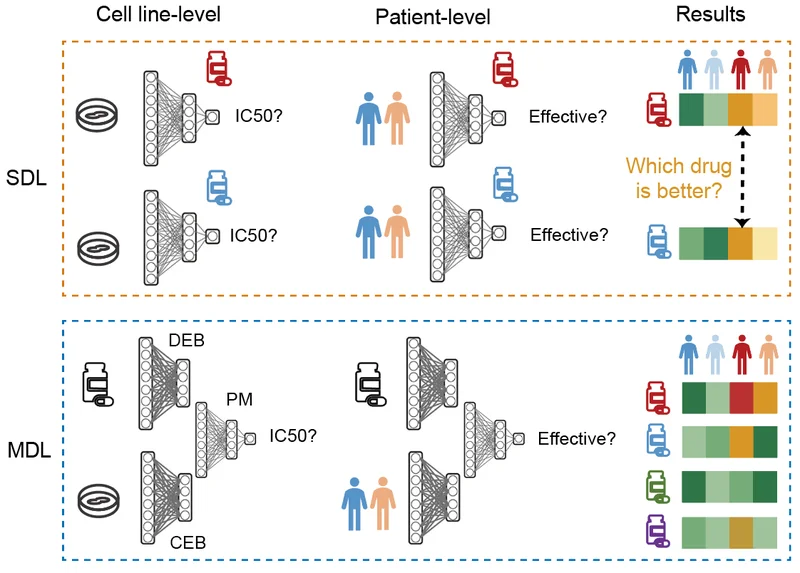 Cell line-level
Patient-level
Results
SDL
IC50?
Effective?
Which drug
is better?
IC50?
Effective?
MDL
DEB
PM
IC50?
CEB
Effective?